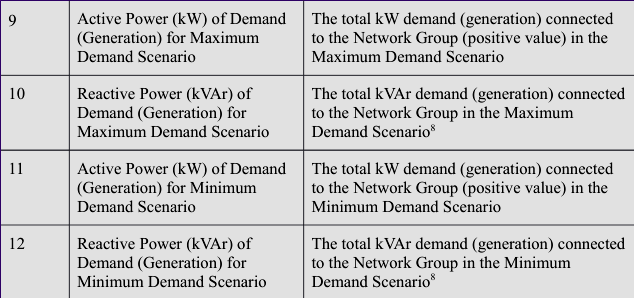 9
Active Power (kW) of Demand
(Generation) for Maximum
Demand Scenario
The total kW demand (generation) connected
to the Network Group (positive value) in the
Maximum Demand Scenario
10
Reactive Power (kVAr) of
Demand (Generation) for
Maximum Demand Scenario
The total kVAr demand (generation) connected
to the Network Group in the Maximum
Demand Scenario⁸
11
Active Power (kW) of Demand
(Generation) for Minimum
Demand Scenario
The total kW demand (generation) connected
to the Network Group (positive value) in the
Minimum Demand Scenario
12
Reactive Power (kVAr) of
Demand (Generation) for
Minimum Demand Scenario
The total kVAr demand (generation) connected
to the Network Group in the Minimum
Demand Scenario⁸